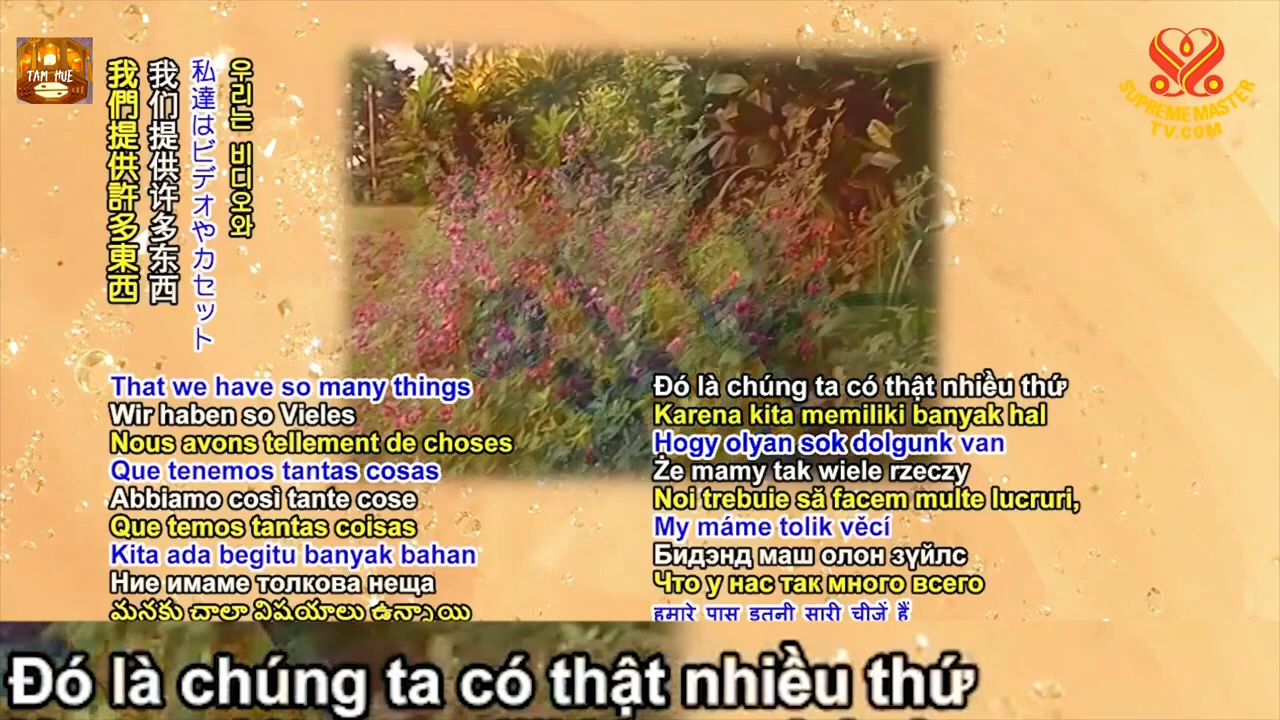 TAM HUE
SUPREME MASTER
TV.COM
우리는 비디오와
私達はビデオやカセット
我们提供许多东西
我們提供許多東西
That we have so many things
Wir haben so Vieles
Nous avons tellement de choses
Que tenemos tantas cosas
Abbiamo così tante cose
Que temos tantas coisas
Kita ada begitu banyak bahan
Ние имаме толкова неща
మనకు చాలా విషయాలు ఉన్నాయి
Đó là chúng ta có thật nhiều thứ
Karena kita memiliki banyak hal
Hogy olyan sok dolgunk van
Że mamy tak wiele rzeczy
Noi trebuie să facem multe lucruri,
My máme tolik věcí
Бидэнд маш олон зүйлс
Что у нас так много всего
हमारे पास इतनी सारी चीजें हैं
Đó là chúng ta có thật nhiều thứ